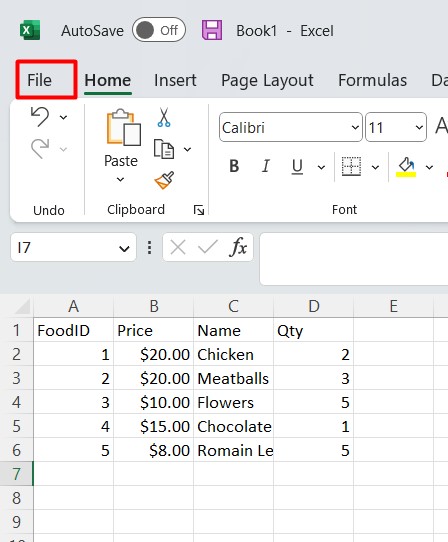 AutoSave Off Book1 - Excel
File Home Insert Page Layout Formulas Da
Calibri 11 A
Paste B I U
Undo Clipboard Font
I7 fx
A B C D E
1 FoodID Price Name Qty
2 1 $20.00 Chicken 2
3 2 $20.00 Meatballs 3
4 3 $10.00 Flowers 5
5 4 $15.00 Chocolate 1
6 5 $8.00 Romain Le 5
7
8
9